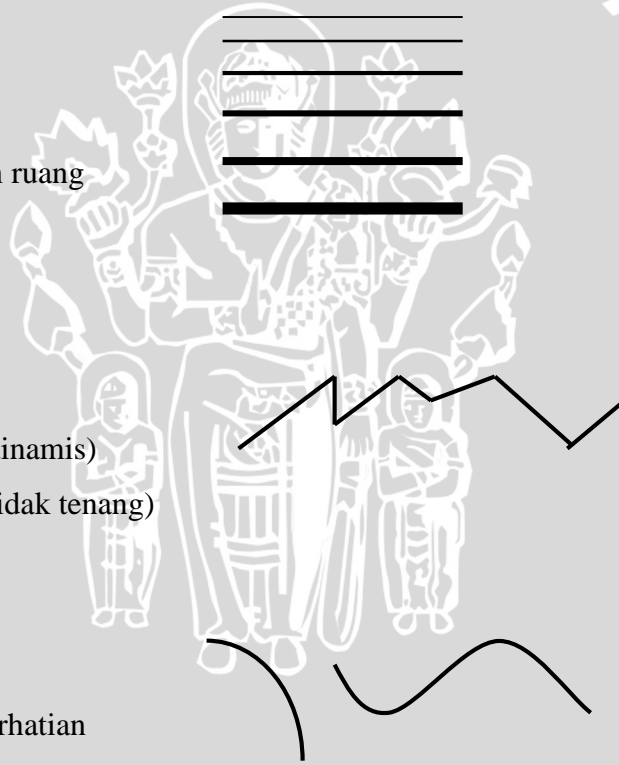 ruang
inamis)
idak tenang)
rhatian